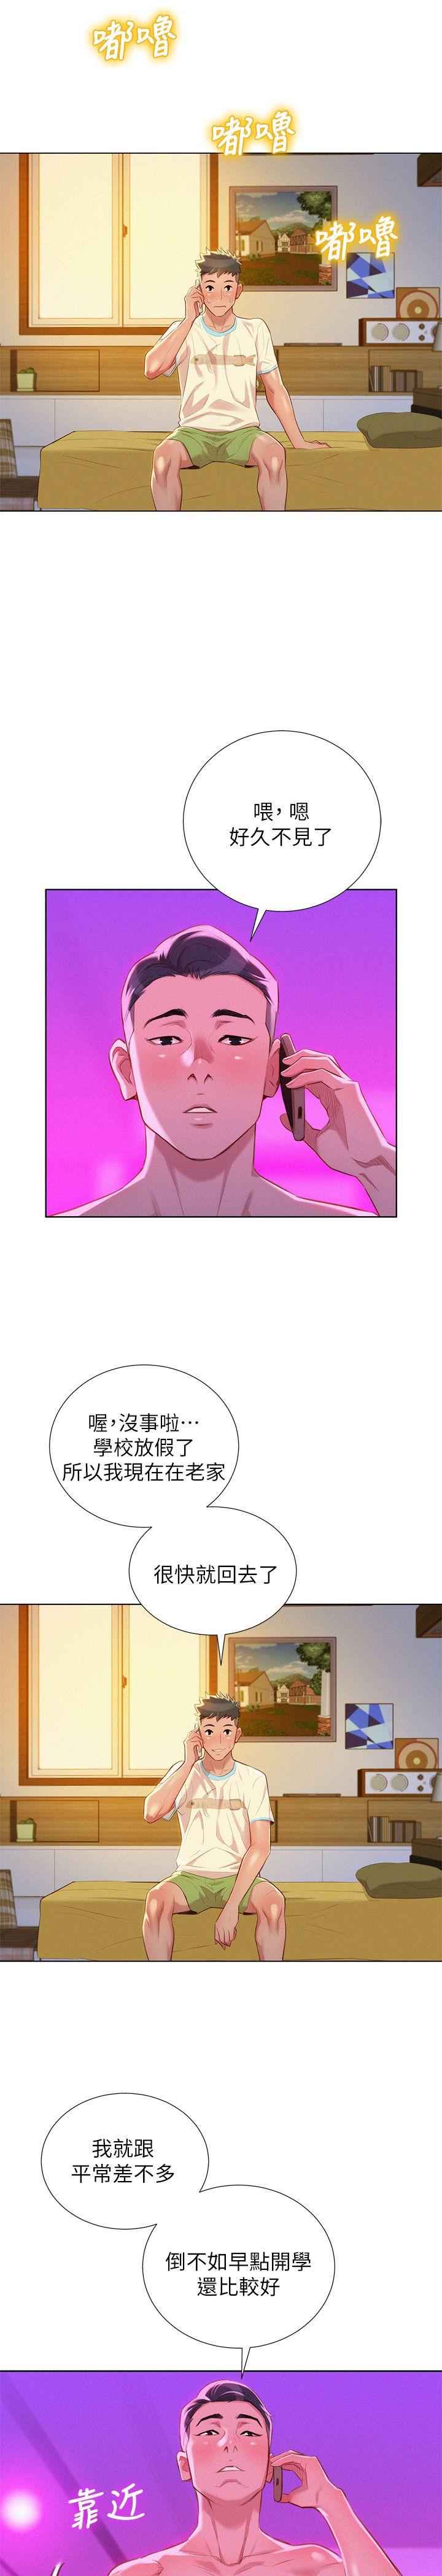 嘟嚕
嘟嚕
嘟嚕
喂，嗯
好久不見了
喔，沒事啦…
學校放假了
所以我現在在老家
很快就回去了
我就跟
平常差不多
倒不如早點開學
還比較好
靠近